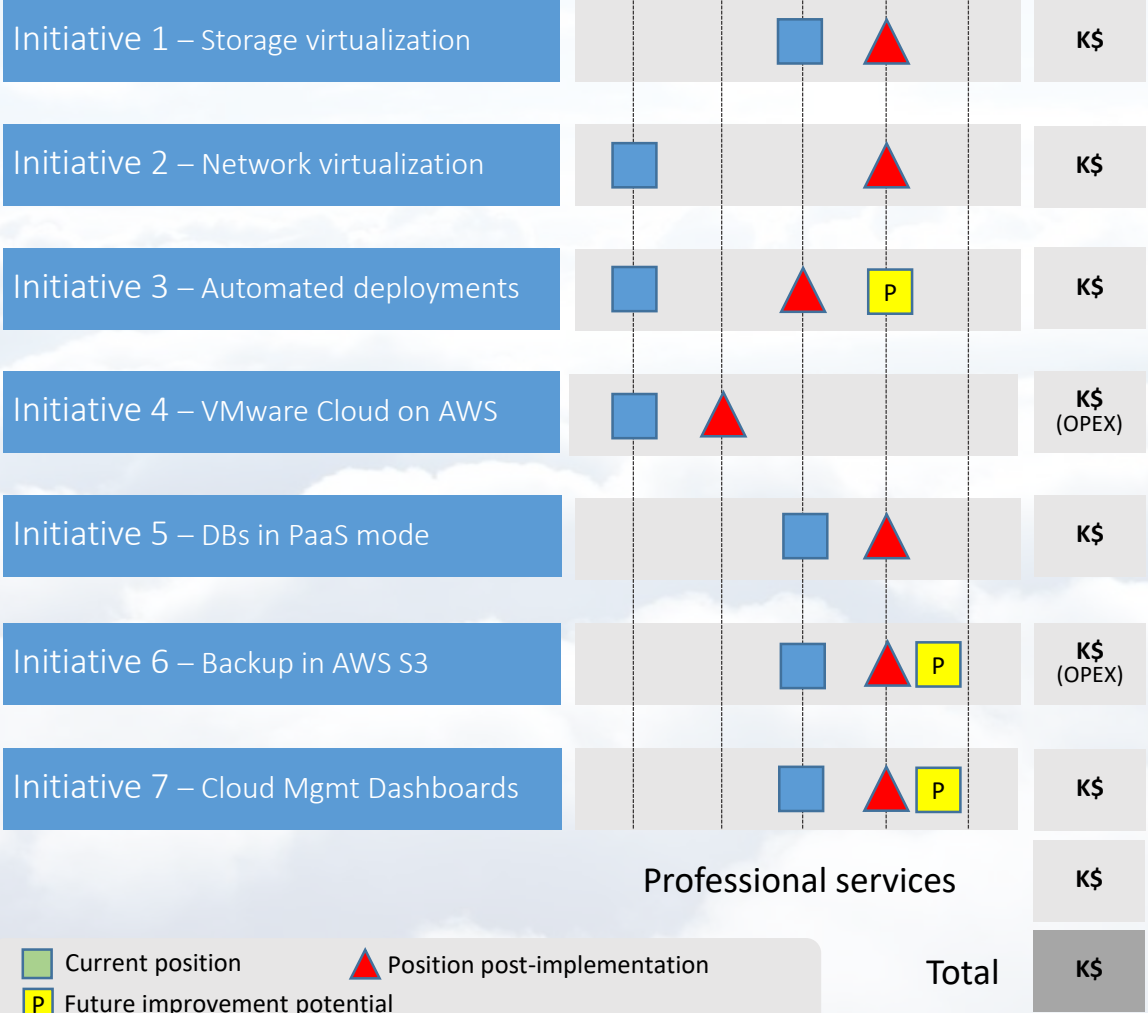 Initiative 1 – Storage virtualization
K$
Initiative 2 – Network virtualization
K$
Initiative 3 – Automated deployments
P
K$
Initiative 4 – VMware Cloud on AWS
K$
(OPEX)
Initiative 5 – DBs in PaaS mode
K$
Initiative 6 – Backup in AWS S3
P
K$
(OPEX)
Initiative 7 – Cloud Mgmt Dashboards
P
K$
Professional services
K$
Current position
Position post-implementation
P Future improvement potential
Total
K$